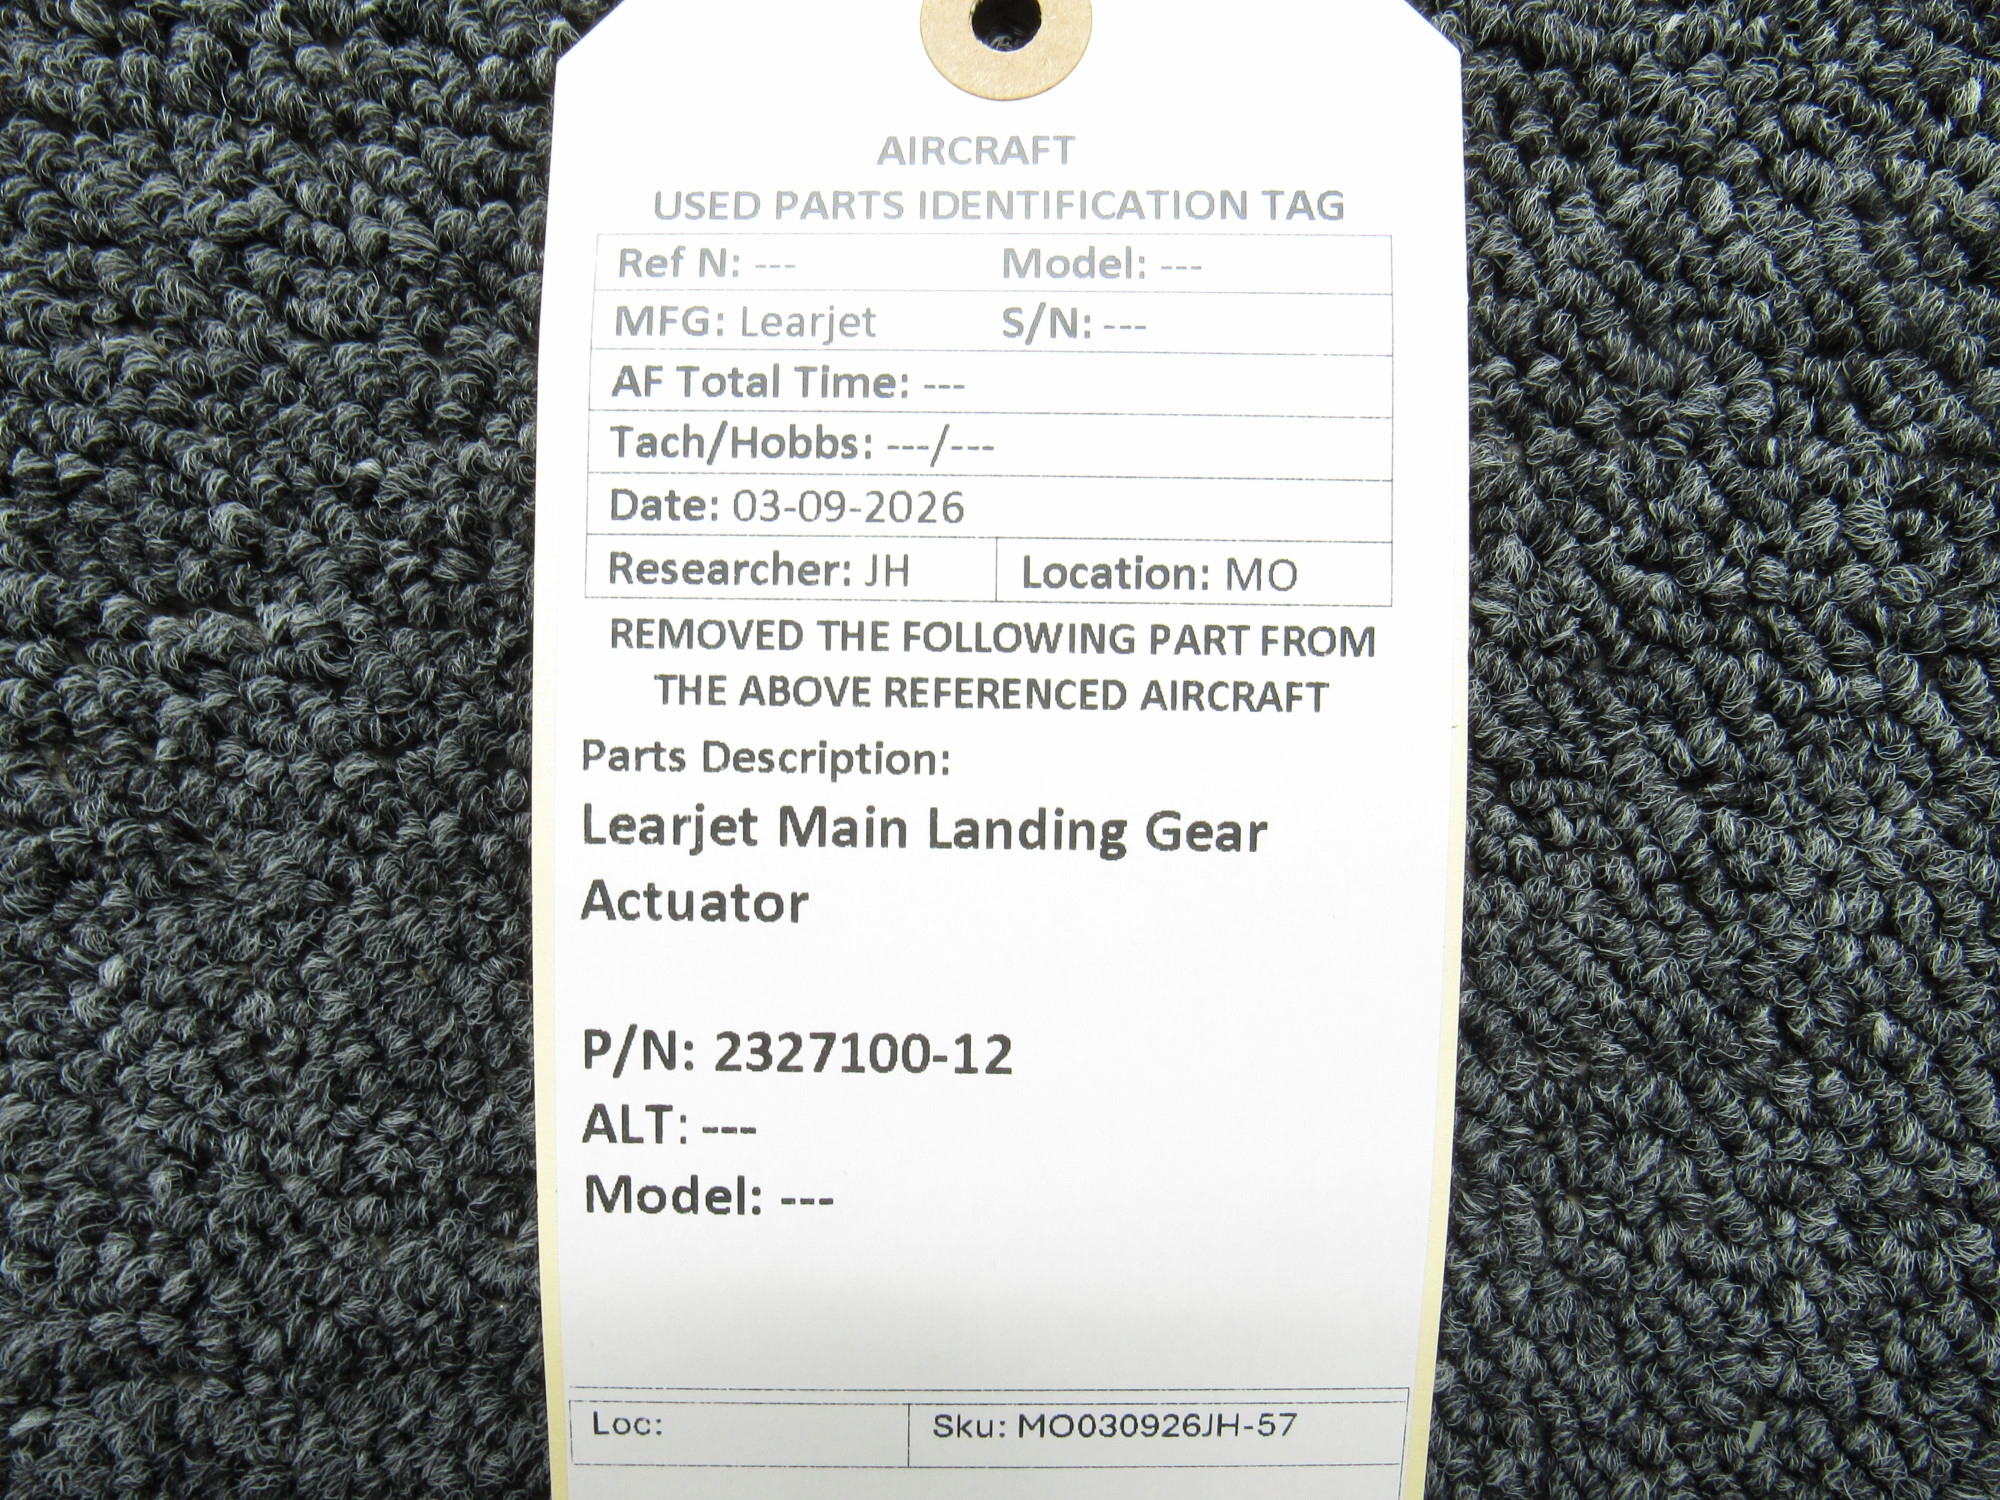 AIRCRAFT
USED PARTS IDENTIFICATION TAG
Ref N: --- Model: ---
MFG: Learjet S/N: ---
AF Total Time: ---
Tach/Hobbs: ---/---
Date: 03-09-2026
Researcher: JH Location: MO
REMOVED THE FOLLOWING PART FROM
THE ABOVE REFERENCED AIRCRAFT
Parts Description:
Learjet Main Landing Gear
Actuator
P/N: 2327100-12
ALT: ---
Model: ---
Loc: Sku: MO030926JH-57